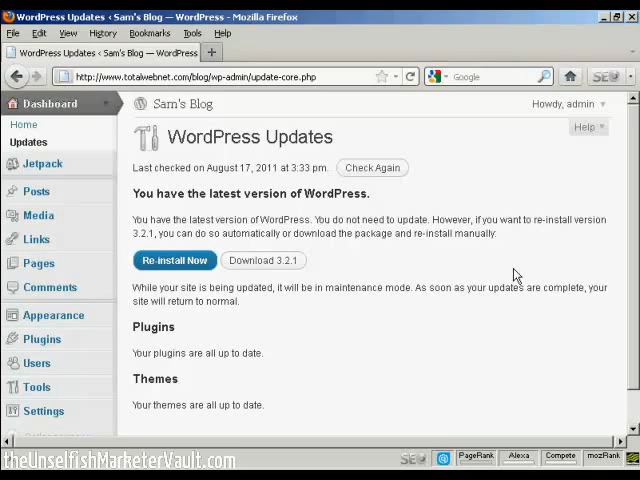 WordPress Updates ‹ Sam's Blog — WordPress - Mozilla Firefox
File Edit View History Bookmarks Tools Help
WordPress Updates ‹ Sam's Blog — WordPress
http://www.totalwebnet.com/blog/wp-admin/update-core.php
Google
SEO
Dashboard
Home
Updates
Jetpack
Posts
Media
Links
Pages
Comments
Appearance
Plugins
Users
Tools
Settings
Sam's Blog
Howdy, admin
Help
WordPress Updates
Last checked on August 17, 2011 at 3:33 pm. Check Again
You have the latest version of WordPress.
You have the latest version of WordPress. You do not need to update. However, if you want to re-install version
3.2.1, you can do so automatically or download the package and re-install manually:
Re-install Now Download 3.2.1
While your site is being updated, it will be in maintenance mode. As soon as your updates are complete, your
site will return to normal.
Plugins
Your plugins are all up to date.
Themes
Your themes are all up to date.
theUnselfishMarketerVault.com
SEO @ PageRank Alexa Compete mozRank